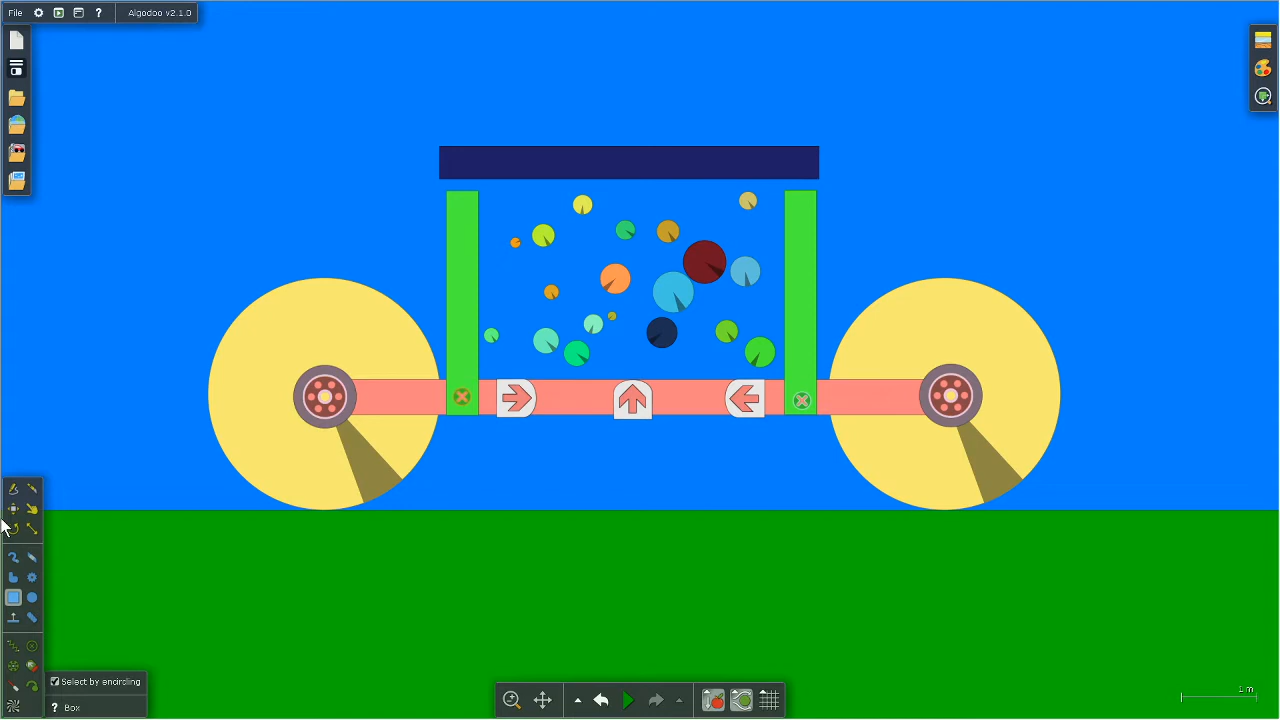 File
?
Algodoo v2.1.0
Select by encircling
? Box
1 m